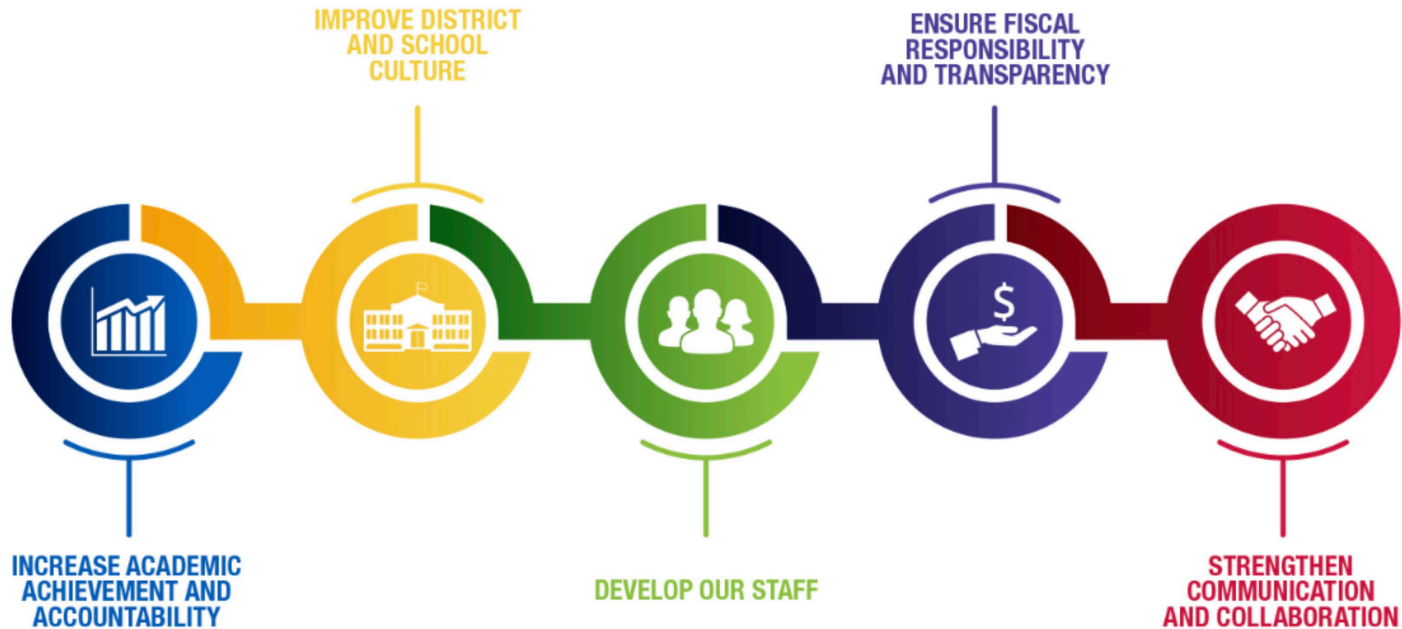 IMPROVE DISTRICT
AND SCHOOL
CULTURE
ENSURE FISCAL
RESPONSIBILITY
AND TRANSPARENCY
$
INCREASE ACADEMIC
ACHIEVEMENT AND
ACCOUNTABILITY
DEVELOP OUR STAFF
STRENGTHEN
COMMUNICATION
AND COLLABORATION